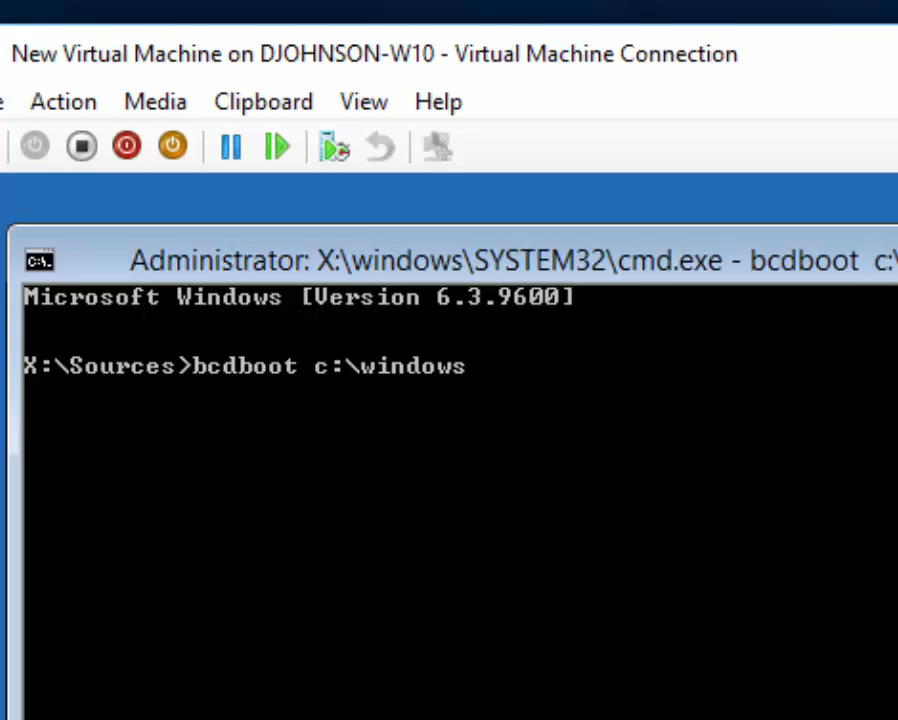 New Virtual Machine on DJOHNSON-W10 - Virtual Machine Connection
Action Media Clipboard View Help
Administrator: X:\windows\SYSTEM32\cmd.exe - bcdboot c:\
Microsoft Windows [Version 6.3.9600]
X:\Sources>bcdboot c:\windows